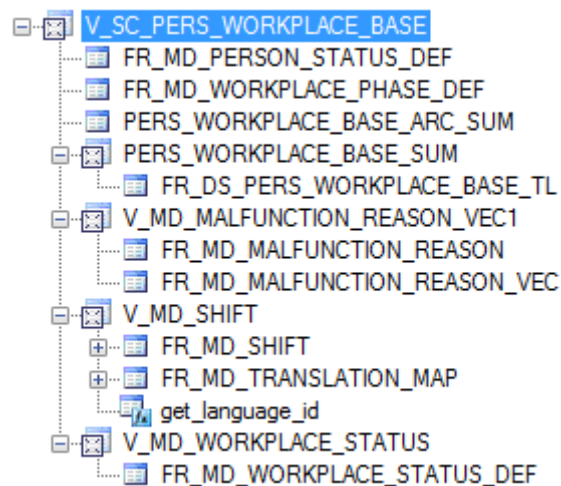 V_SC_PERS_WORKPLACE_BASE
FR_MD_PERSON_STATUS_DEF
FR_MD_WORKPLACE_PHASE_DEF
PERS_WORKPLACE_BASE_ARC_SUM
PERS_WORKPLACE_BASE_SUM
FR_DS_PERS_WORKPLACE_BASE_TL
V_MD_MALFUNCTION_REASON_VEC1
FR_MD_MALFUNCTION_REASON
FR_MD_MALFUNCTION_REASON_VEC
V_MD_SHIFT
FR_MD_SHIFT
FR_MD_TRANSLATION_MAP
get_language_id
V_MD_WORKPLACE_STATUS
FR_MD_WORKPLACE_STATUS_DEF